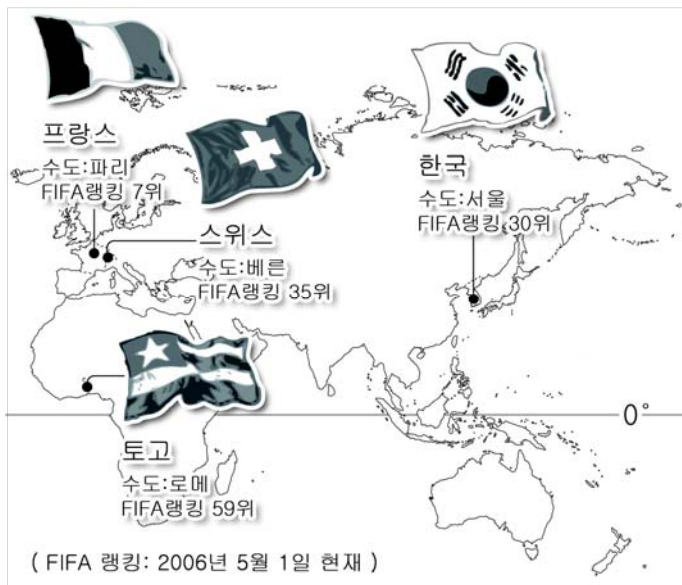 프랑스
수도:파리
FIFA랭킹 7위
스위스
수도:베른
FIFA랭킹 35위
한국
수도:서울
FIFA랭킹 30위
0°
토고
수도:로메
FIFA랭킹 59위
( FIFA 랭킹: 2006년 5월 1일 현재 )